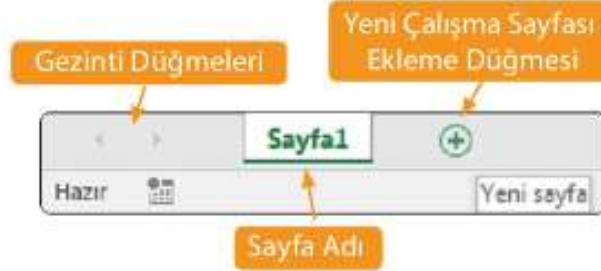 Yeni Çalışma Sayfası
Ekleme Düğmesi
Gezinti Düğmeleri
Sayfa1
Hazır
Yeni sayfa
Sayfa Adı